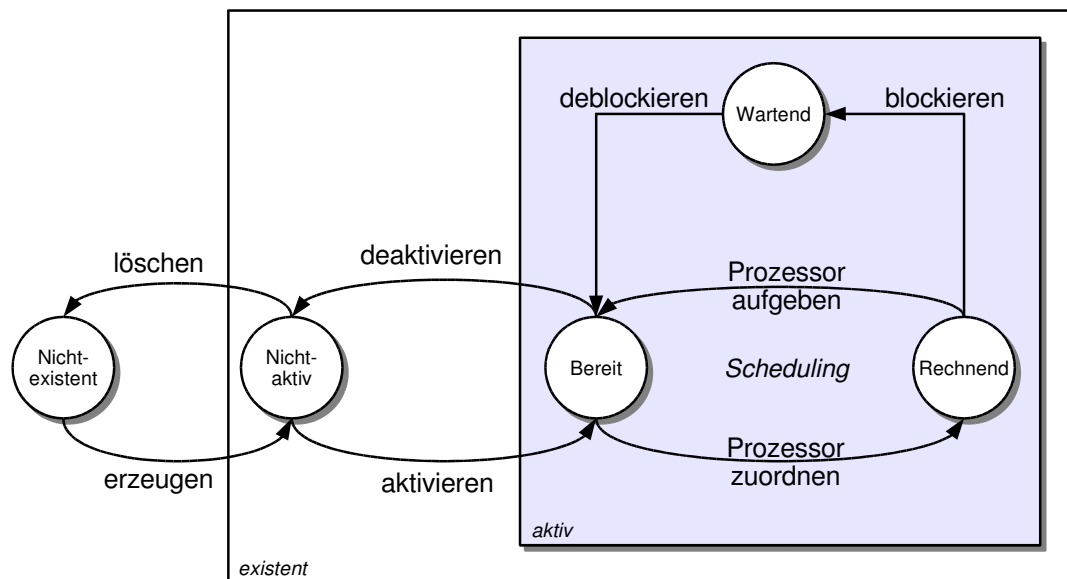 deblockieren
Wartend
blockieren
löschen
deaktivieren
Prozessor
aufgeben
Nicht-
existent
Nicht-
aktiv
Bereit
Scheduling
Rechnend
erzeugen
aktivieren
Prozessor
zuordnen
aktiv
existent